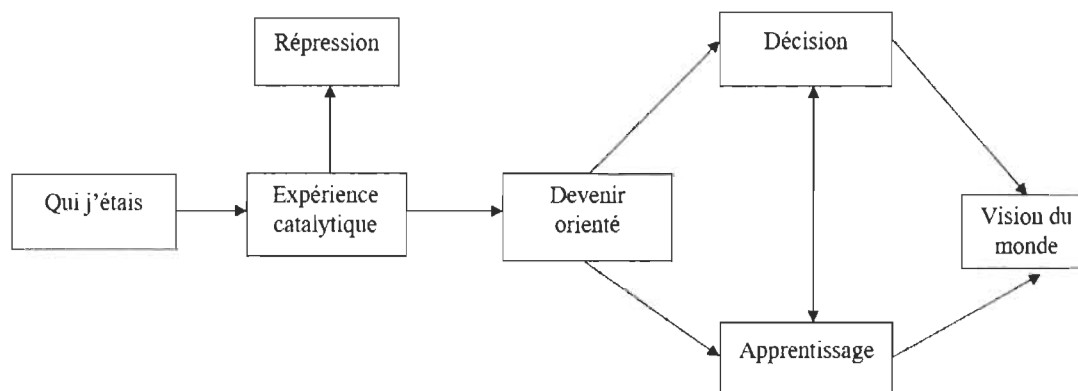 Répression
Décision
Qui j'étais
Expérience
catalytique
Devenir
orienté
Vision du
monde
Apprentissage